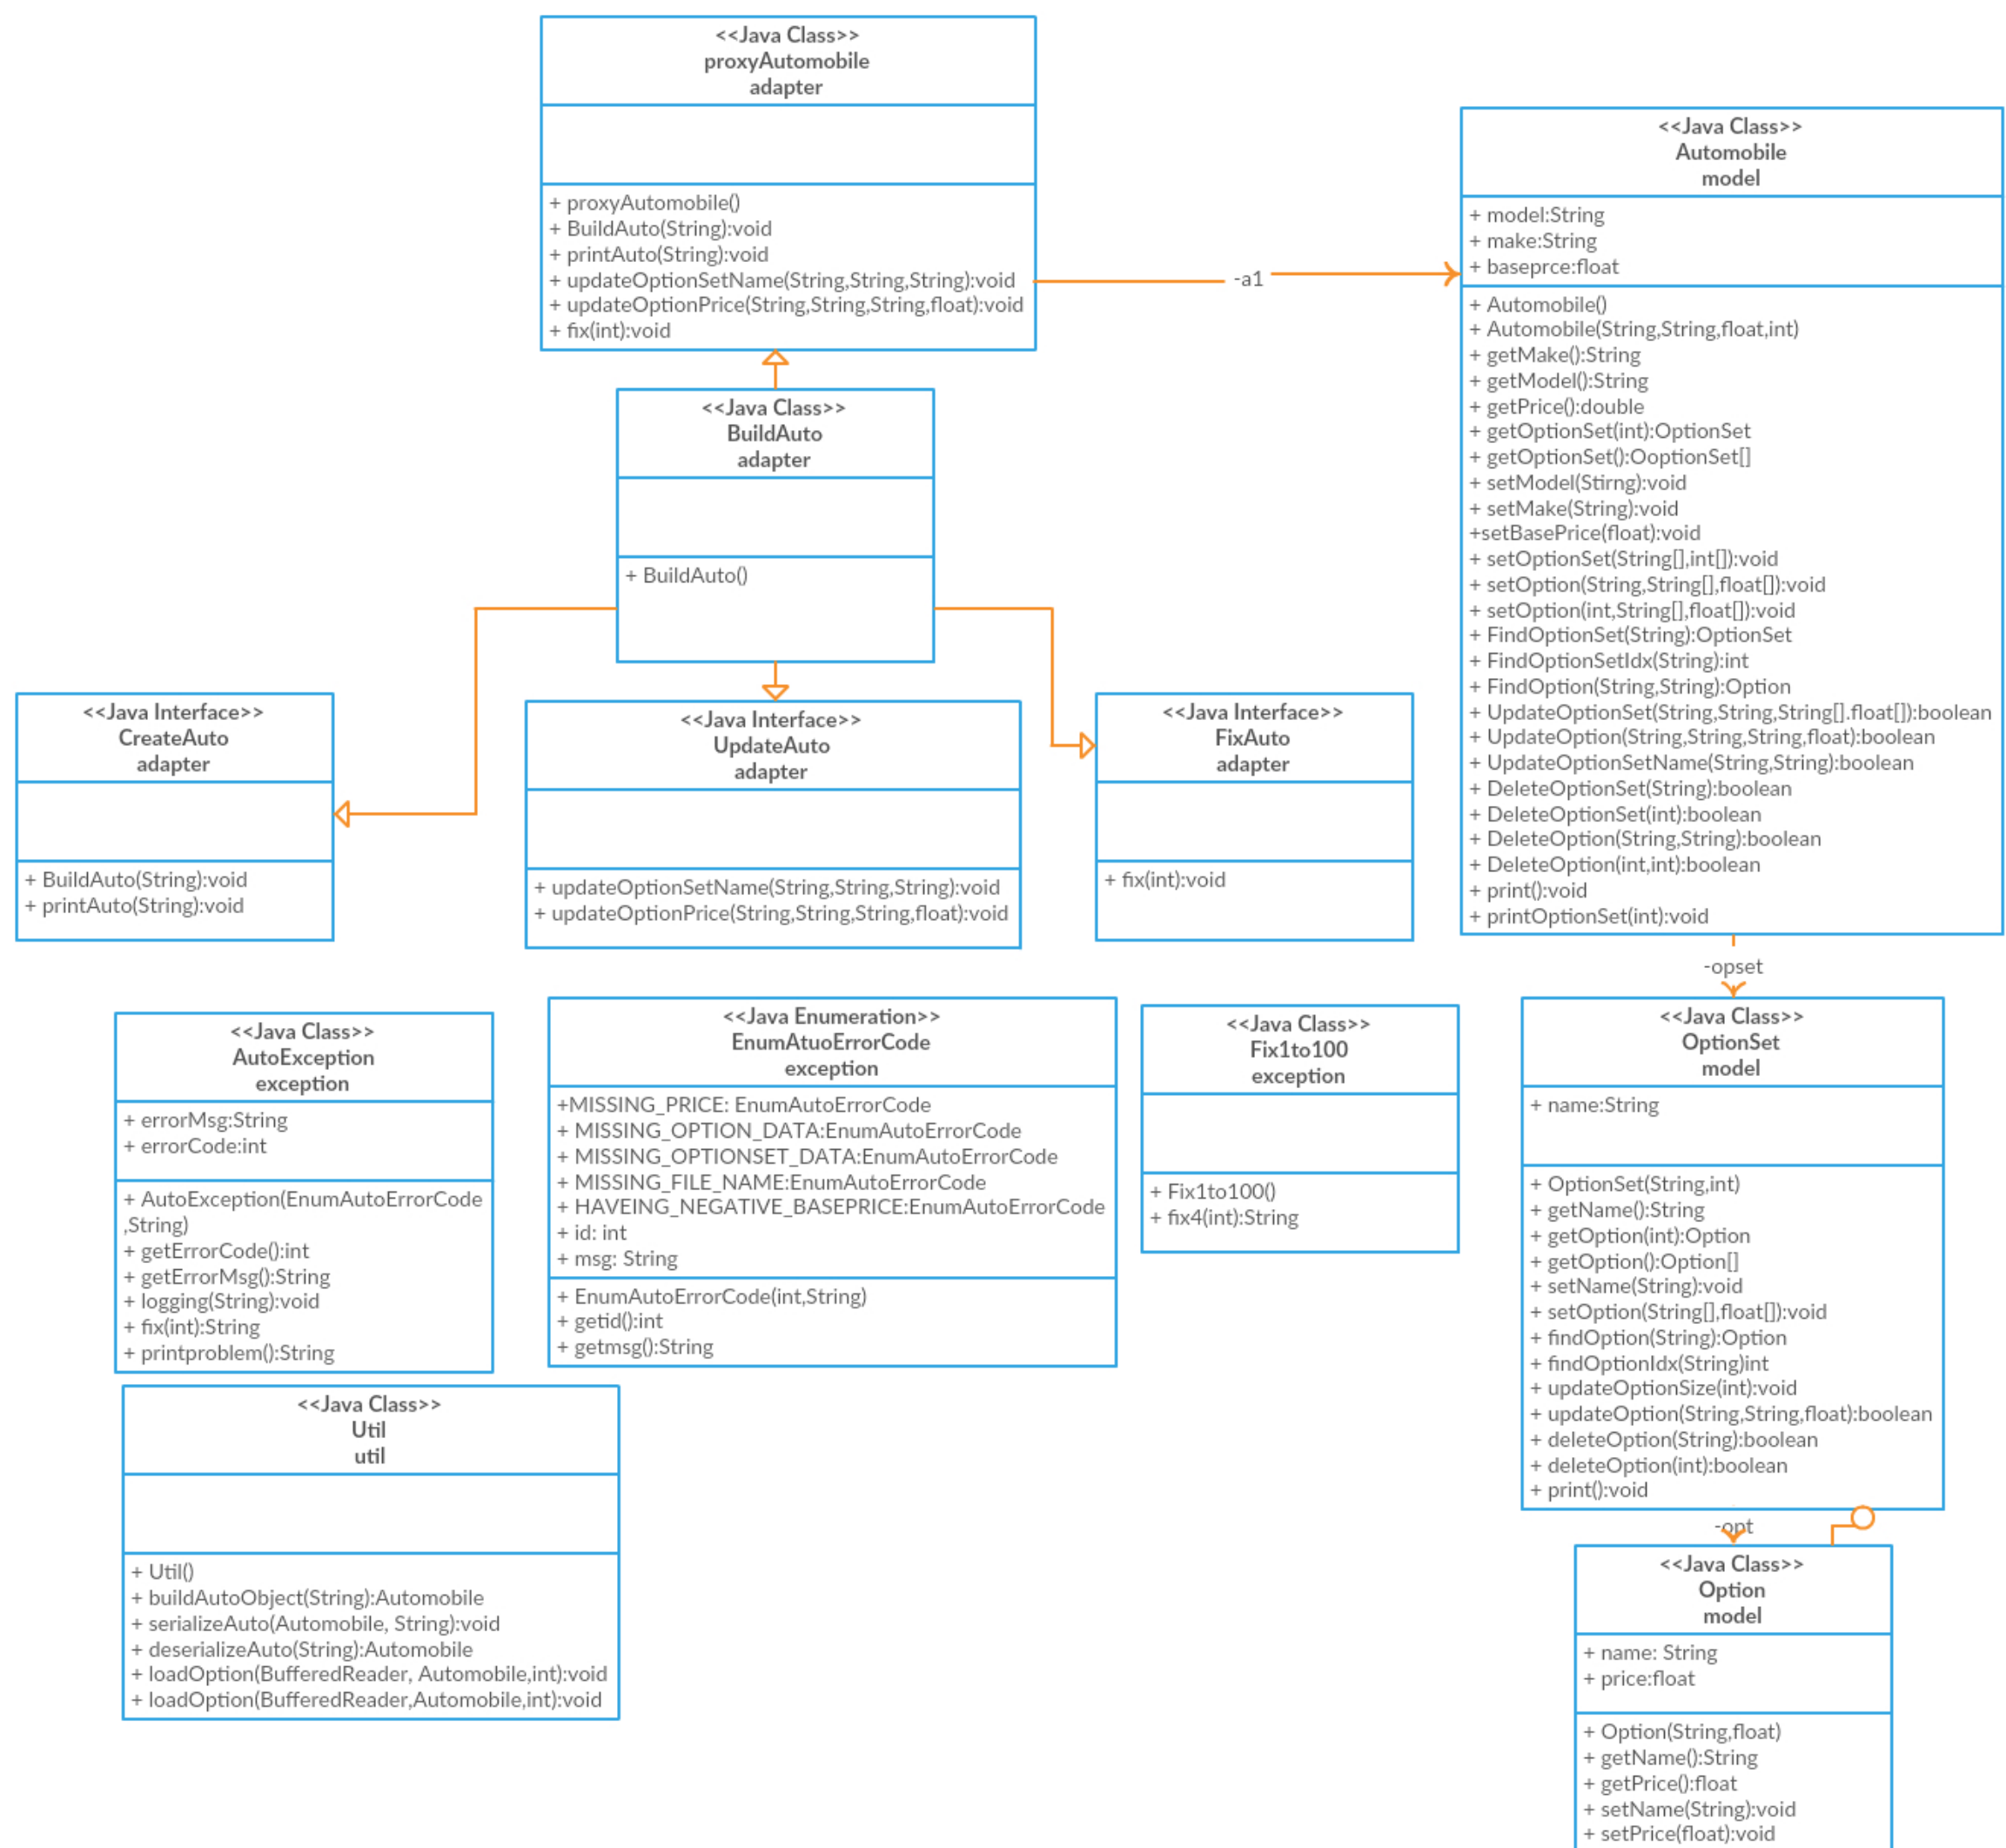 <<Java Class>>
proxyAutomobile
adapter
+ proxyAutomobile()
+ BuildAuto(String):void
+ printAuto(String):void
+ updateOptionSetName(String,String,String):void
+ updateOptionPrice(String,String,String,float):void
+ fix(int):void
-a1
<<Java Class>>
Automobile
model
+ model:String
+ make:String
+ baseprce:float
+ Automobile()
+ Automobile(String,String,float,int)
+ getMake():String
+ getModel():String
+ getPrice():double
+ getOptionSet(int):OptionSet
+ getOptionSet():OoptionSet[]
+ setModel(Stirng):void
+ setMake(String):void
+setBasePrice(float):void
+ setOptionSet(String[],int[]):void
+ setOption(String,String[],float[]):void
+ setOption(int,String[],float[]):void
+ FindOptionSet(String):OptionSet
+ FindOptionSetIdx(String):int
+ FindOption(String,String):Option
+ UpdateOptionSet(String,String,String[].float[]):boolean
+ UpdateOption(String,String,String,float):boolean
+ UpdateOptionSetName(String,String):boolean
+ DeleteOptionSet(String):boolean
+ DeleteOptionSet(int):boolean
+ DeleteOption(String,String):boolean
+ DeleteOption(int,int):boolean
+ print():void
+ printOptionSet(int):void
<<Java Class>>
BuildAuto
adapter
+ BuildAuto()
<<Java Interface>>
CreateAuto
adapter
+ BuildAuto(String):void
+ printAuto(String):void
<<Java Interface>>
UpdateAuto
adapter
+ updateOptionSetName(String,String,String):void
+ updateOptionPrice(String,String,String,float):void
<<Java Interface>>
FixAuto
adapter
+ fix(int):void
-opset
<<Java Class>>
AutoException
exception
+ errorMsg:String
+ errorCode:int
+ AutoException(EnumAutoErrorCode
,String)
+ getErrorCode():int
+ getErrorMsg():String
+ logging(String):void
+ fix(int):String
+ printproblem():String
<<Java Enumeration>>
EnumAtuoErrorCode
exception
+MISSING_PRICE: EnumAutoErrorCode
+ MISSING_OPTION_DATA:EnumAutoErrorCode
+ MISSING_OPTIONSET_DATA:EnumAutoErrorCode
+ MISSING_FILE_NAME:EnumAutoErrorCode
+ HAVEING_NEGATIVE_BASEPRICE:EnumAutoErrorCode
+ id: int
+ msg: String
+ EnumAutoErrorCode(int,String)
+ getid():int
+ getmsg():String
<<Java Class>>
Fix1to100
exception
+ Fix1to100()
+ fix4(int):String
<<Java Class>>
OptionSet
model
+ name:String
+ OptionSet(String,int)
+ getName():String
+ getOption(int):Option
+ getOption():Option[]
+ setName(String):void
+ setOption(String[],float[]):void
+ findOption(String):Option
+ findOptionIdx(String)int
+ updateOptionSize(int):void
+ updateOption(String,String,float):boolean
+ deleteOption(String):boolean
+ deleteOption(int):boolean
+ print():void
<<Java Class>>
Util
util
+ Util()
+ buildAutoObject(String):Automobile
+ serializeAuto(Automobile, String):void
+ deserializeAuto(String):Automobile
+ loadOption(BufferedReader, Automobile,int):void
+ loadOption(BufferedReader,Automobile,int):void
-opt
<<Java Class>>
Option
model
+ name: String
+ price:float
+ Option(String,float)
+ getName():String
+ getPrice():float
+ setName(String):void
+ setPrice(float):void